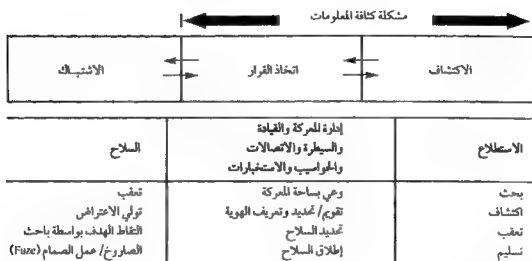 مشكلة كثافة المعلومات
الاكتشاف
اتخاذ القرار
الاشتباك
الاستطلاع
إدارة المعركة والقيادة
والسيطرة والاتصالات
والحواسيب والاستخبارات
السلاح
بحث
اكتشاف
تعقب
تسليم
وعي بساحة المعركة
تقويم/ تحديد وتعريف الهوية
تحديد السلاح
إطلاق السلاح
تعقب
تولي الاعتراض
التقاط الهدف بواسطة باحث
الصاروخ/ عمل الصمام (Fuze)